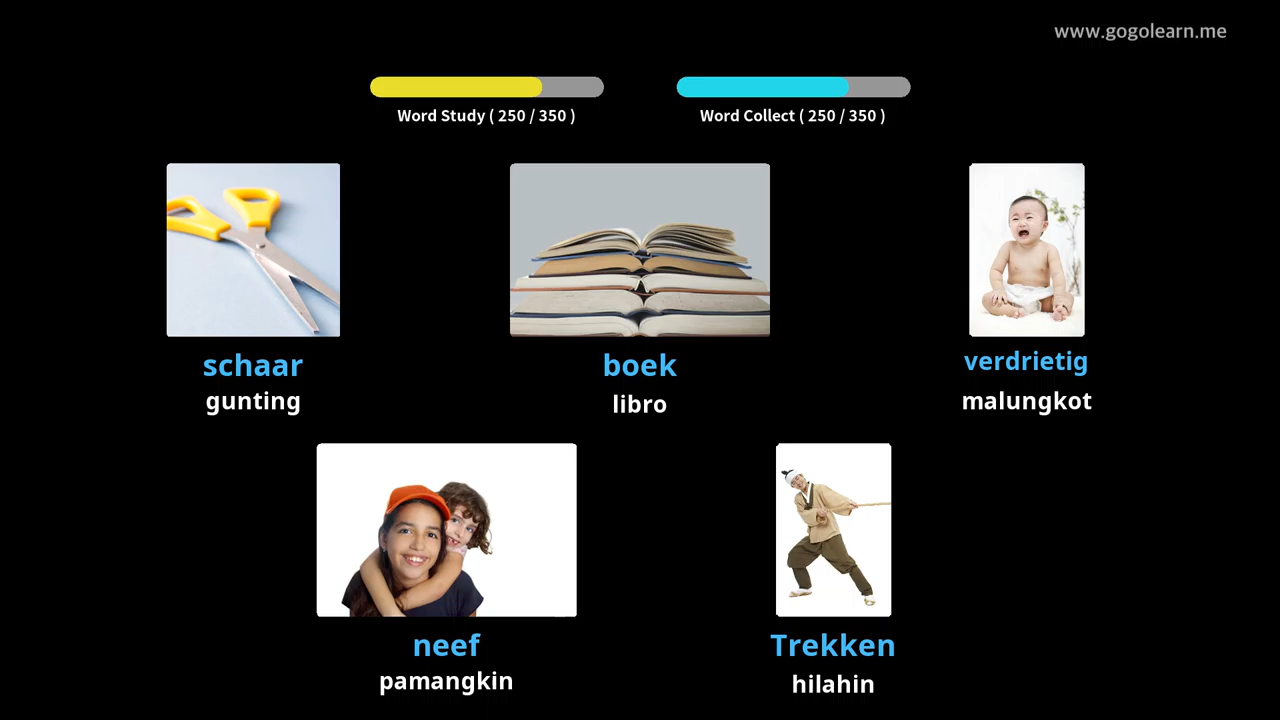 www.gogolearn.me
Word Study ( 250 / 350 )
Word Collect ( 250 / 350 )
schaar
gunting
boek
libro
verdrietig
malungkot
neef
pamangkin
Trekken
hilahin